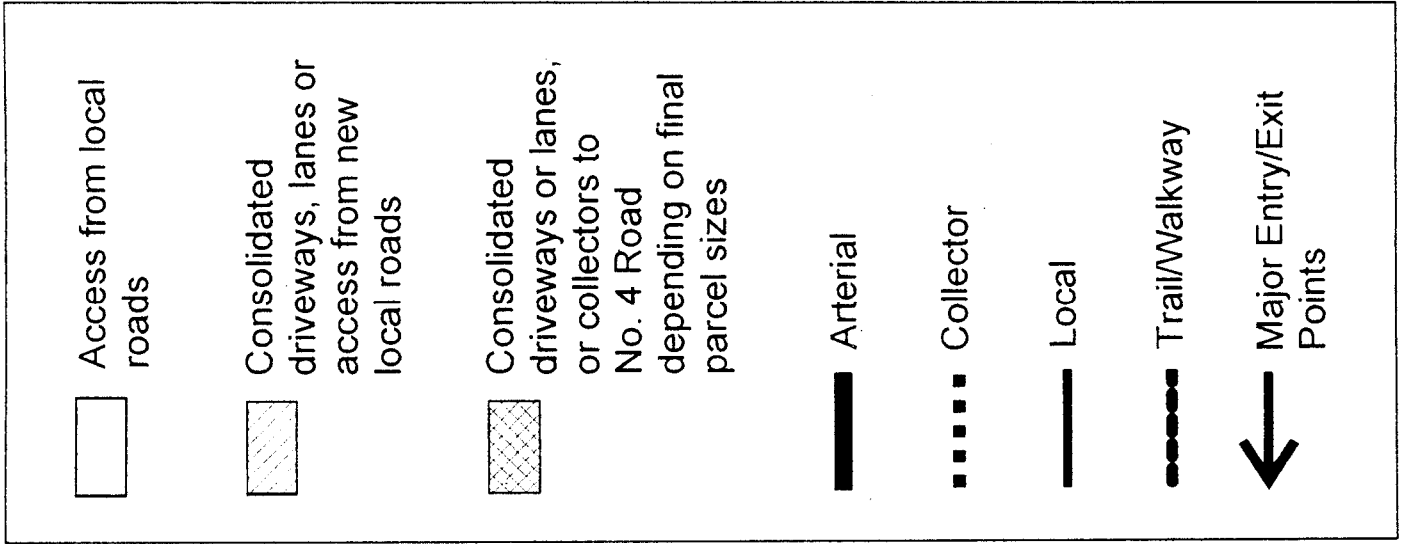 Access from local
roads
Consolidated
driveways, lanes or
access from new
local roads
Consolidated
driveways or lanes,
or collectors to
No. 4 Road
depending on final
parcel sizes
Arterial
Collector
Local
Trail/Walkway
Major Entry/Exit
Points